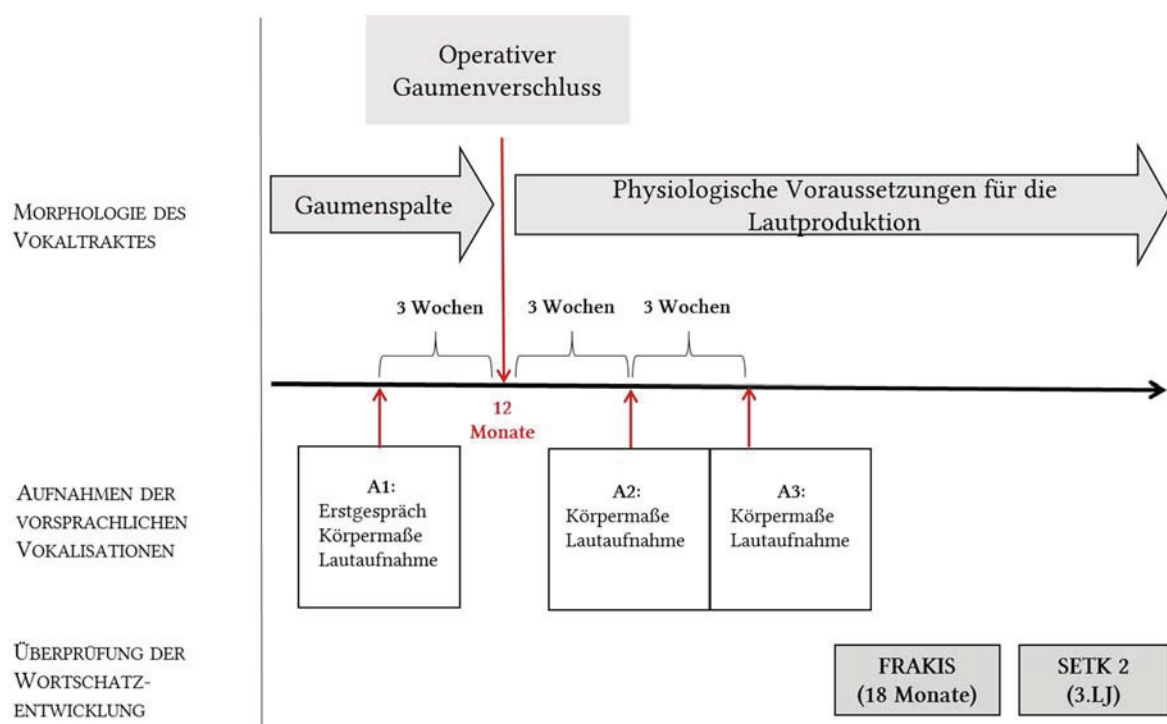 Operativer
Gaumenverschluss
MORPHOLOGIE DES
VOKALTRAKTES
Gaumenspalte
Physiologische Voraussetzungen für die
Lautproduktion
3 Wochen
3 Wochen
3 Wochen
12
Monate
AUFNAHMEN DER
VORSPRACHLICHEN
VOKALISATIONEN
A1:
Erstgespräch
Körpermaße
Lautaufnahme
A2:
Körpermaße
Lautaufnahme
A3:
Körpermaße
Lautaufnahme
ÜBERPRÜFUNG DER
WORTSCHATZ-
ENTWICKLUNG
FRAKIS
(18 Monate)
SETK 2
(3.LJ)